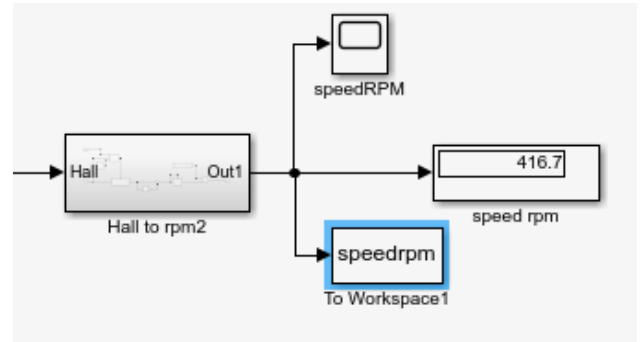 speedRPM
Hall
Out1
Hall to rpm2
416.7
speed rpm
speedrpm
To Workspace1